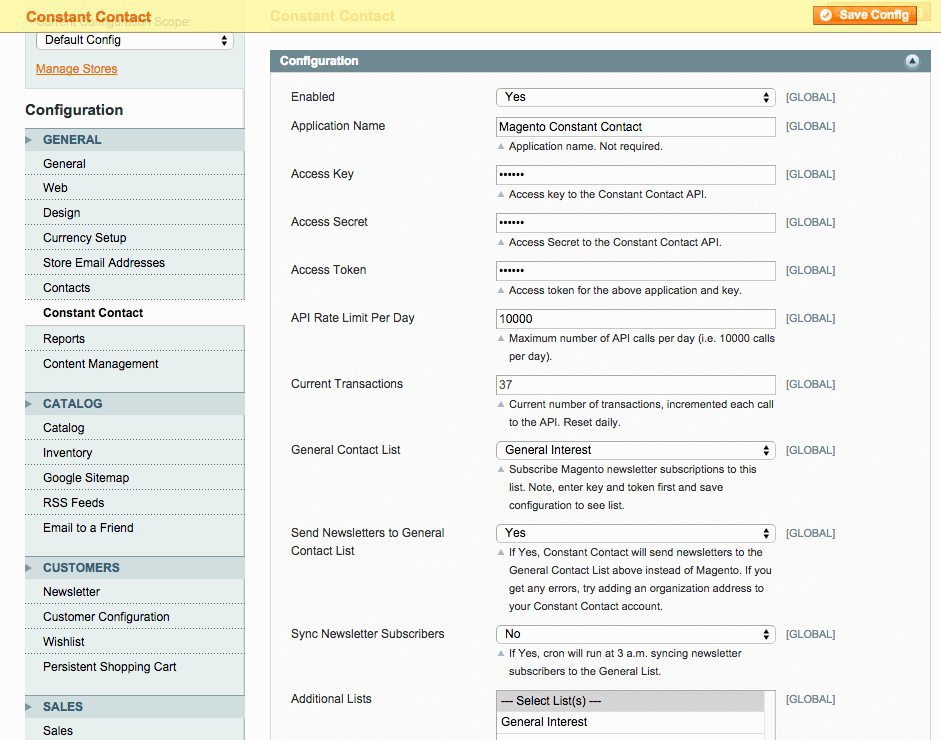 Constant Contact
Constant Contact
Save Config
Current Configuration Scope:
Default Config
Manage Stores
Configuration
GENERAL
General
Web
Design
Currency Setup
Store Email Addresses
Contacts
Constant Contact
Reports
Content Management
CATALOG
Catalog
Inventory
Google Sitemap
RSS Feeds
Email to a Friend
CUSTOMERS
Newsletter
Customer Configuration
Wishlist
Persistent Shopping Cart
SALES
Sales
Configuration
Enabled
Yes
[GLOBAL]
Application Name
Magento Constant Contact
[GLOBAL]
Application name. Not required.
Access Key
••••••
[GLOBAL]
Access key to the Constant Contact API.
Access Secret
••••••
[GLOBAL]
Access Secret to the Constant Contact API.
Access Token
••••••
[GLOBAL]
Access token for the above application and key.
API Rate Limit Per Day
10000
[GLOBAL]
Maximum number of API calls per day (i.e. 10000 calls
per day).
Current Transactions
37
[GLOBAL]
Current number of transactions, incremented each call
to the API. Reset daily.
General Contact List
General Interest
[GLOBAL]
Subscribe Magento newsletter subscriptions to this
list. Note, enter key and token first and save
configuration to see list.
Send Newsletters to General
Contact List
Yes
[GLOBAL]
If Yes, Constant Contact will send newsletters to the
General Contact List above instead of Magento. If you
get any errors, try adding an organization address to
your Constant Contact account.
Sync Newsletter Subscribers
No
[GLOBAL]
If Yes, cron will run at 3 a.m. syncing newsletter
subscribers to the General List.
Additional Lists
--- Select List(s) ---
[GLOBAL]
General Interest